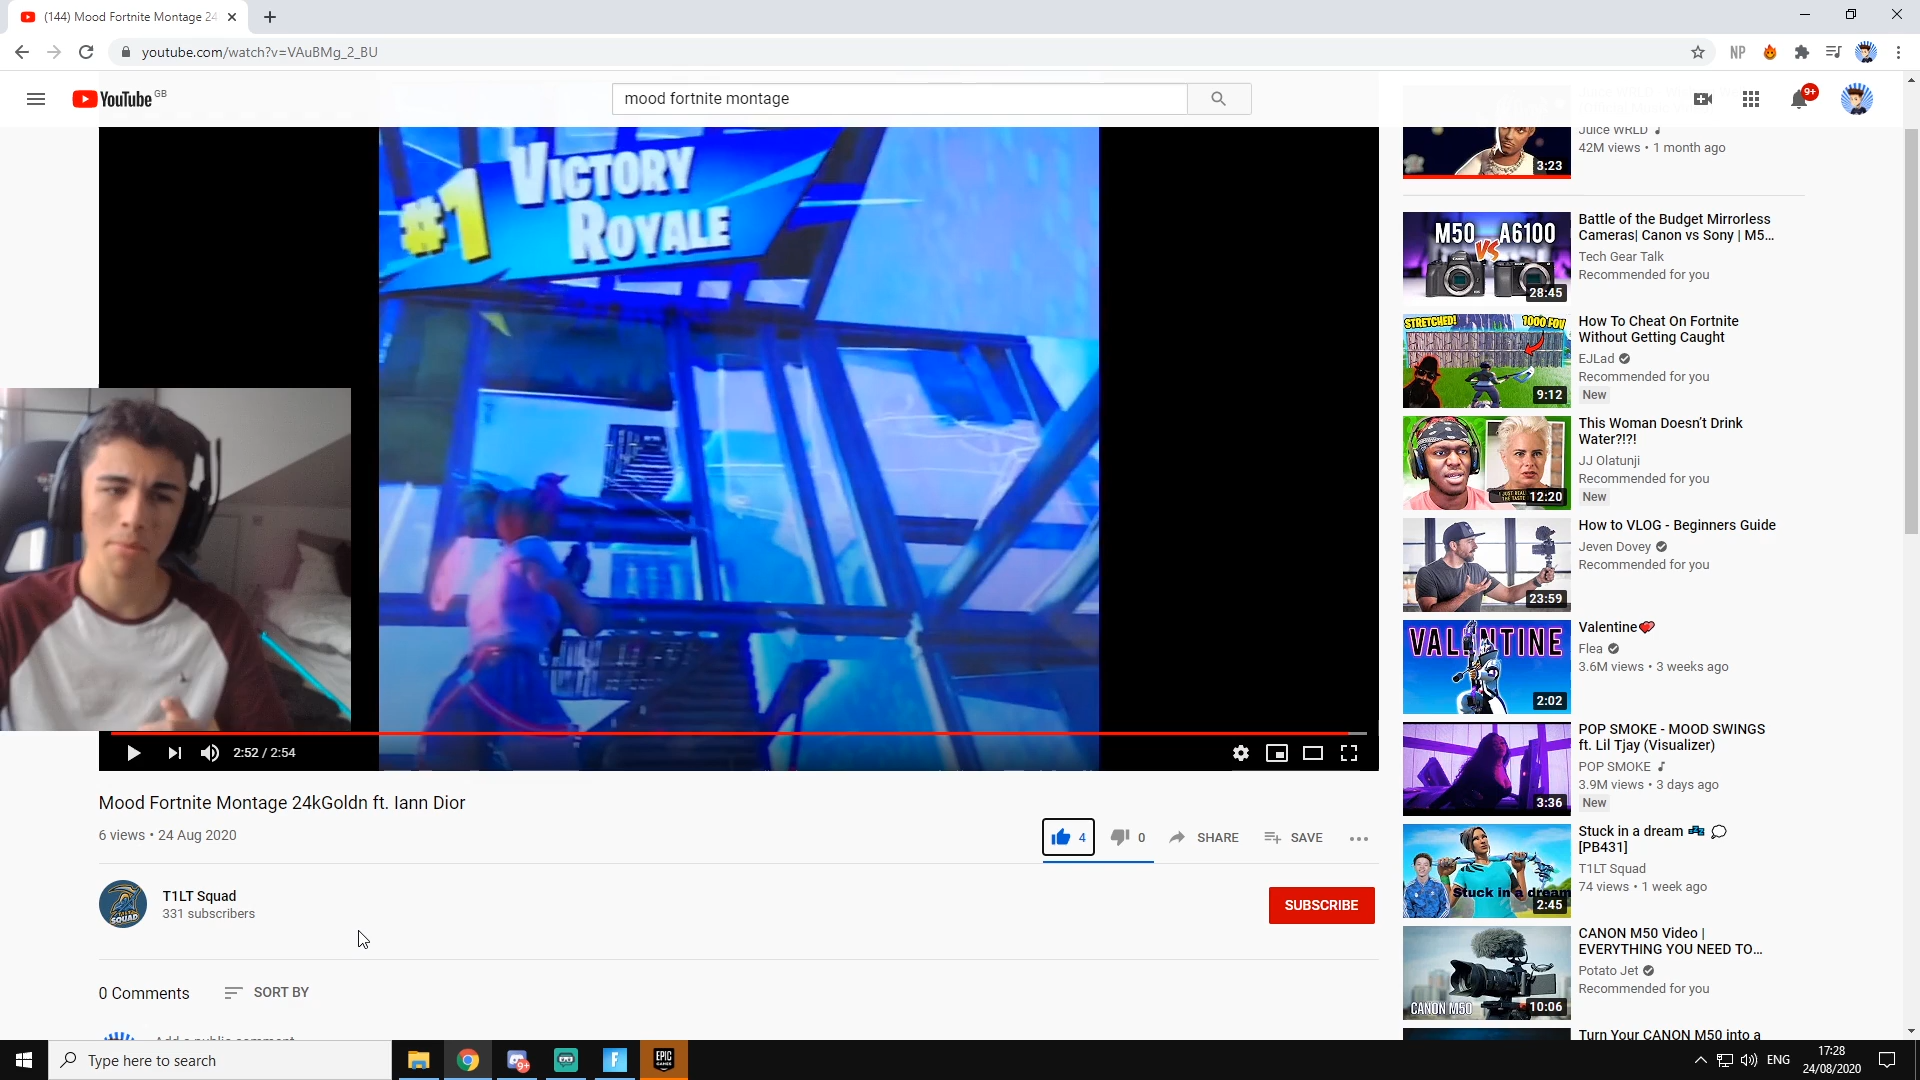 (144) Mood Fortnite Montage 24
youtube.com/watch?v=VAuBMg_2_BU
NP
YouTube GB
mood fortnite montage
9+
VICTORY
#1
ROYALE
2:52 / 2:54
Mood Fortnite Montage 24kGoldn ft. Iann Dior
6 views • 24 Aug 2020
4
0
SHARE
SAVE
T1LT Squad
331 subscribers
SUBSCRIBE
0 Comments
SORT BY
Juice WRLD
42M views • 1 month ago
3:23
M50 VS A6100
28:45
Battle of the Budget Mirrorless
Cameras| Canon vs Sony | M5...
Tech Gear Talk
Recommended for you
STRETCHED!
1000 FOV
9:12
How To Cheat On Fortnite
Without Getting Caught
EJLad
Recommended for you
New
12:20
This Woman Doesn't Drink
Water?!?!
JJ Olatunji
Recommended for you
New
23:59
How to VLOG - Beginners Guide
Jeven Dovey
Recommended for you
VALENTINE
2:02
Valentine
Flea
3.6M views • 3 weeks ago
3:36
POP SMOKE - MOOD SWINGS
ft. Lil Tjay (Visualizer)
POP SMOKE
3.9M views • 3 days ago
New
Stuck in a dream
2:45
Stuck in a dream
[PB431]
T1LT Squad
74 views • 1 week ago
CANON M50
10:06
CANON M50 Video |
EVERYTHING YOU NEED TO...
Potato Jet
Recommended for you
Turn Your CANON M50 into a
Type here to search
9+
EPIC
GAMES
ENG
17:28
24/08/2020